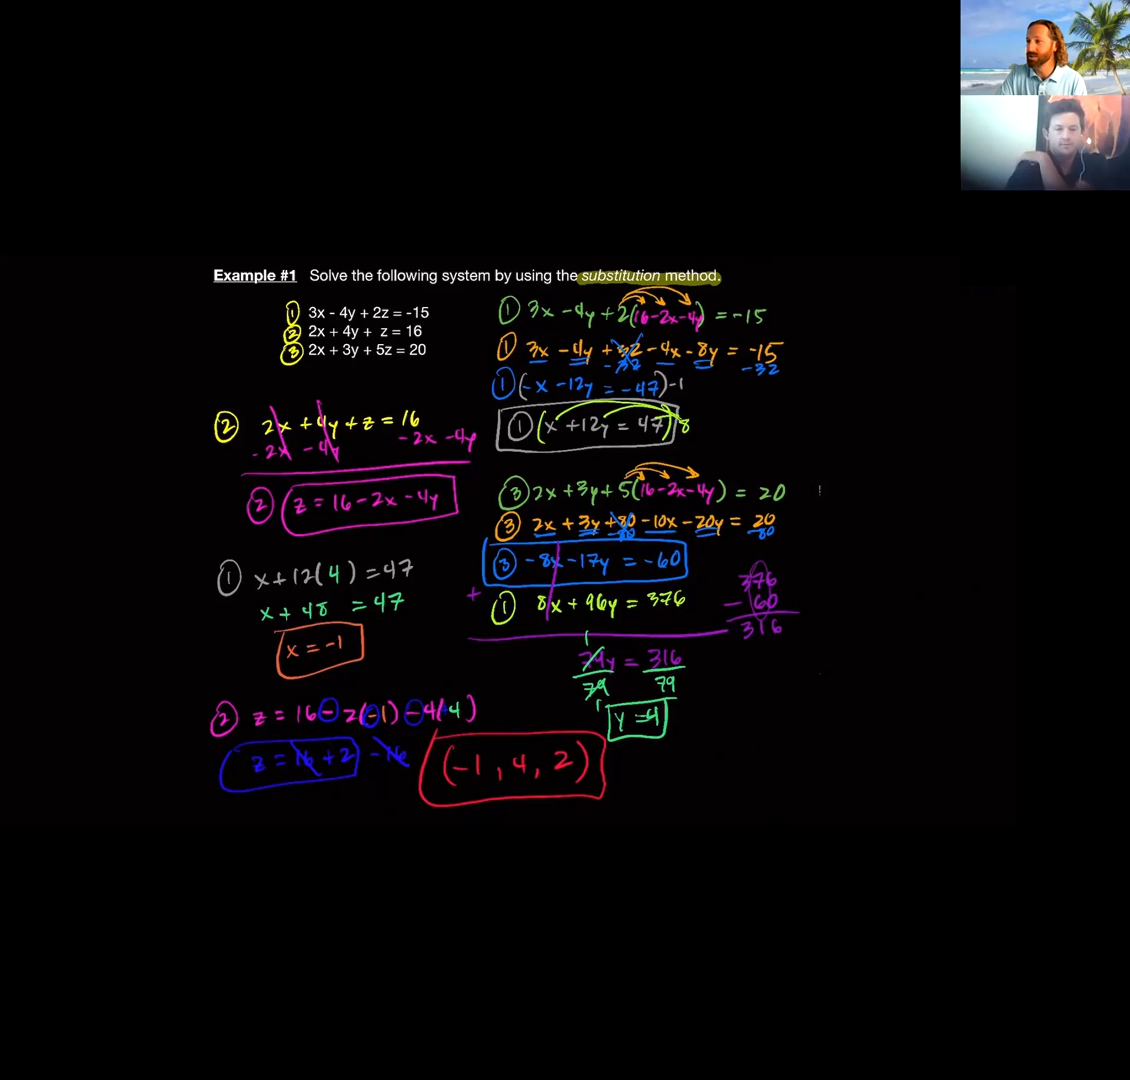 Example #1 Solve the following system by using the substitution method.
① 3x - 4y + 2z = -15
② 2x + 4y + z = 16
③ 2x + 3y + 5z = 20
② 2x + 4y + z = 16
- 2x - 4y - 2x - 4y
② z = 16 - 2x - 4y
① x + 12(4) = 47
x + 48 = 47
x = -1
② z = 16 - 2(-1) - 4(+4)
z = 16 + 2 - 16
(-1, 4, 2)
① 3x - 4y + 2(16 - 2x - 4y) = -15
① 3x - 4y + 32 - 4x - 8y = -15
- 32 - 32
① (-x - 12y = -47) -1
① (x + 12y = 47) 8
③ 2x + 3y + 5(16 - 2x - 4y) = 20
③ 2x + 3y + 80 - 10x - 20y = 20
- 80 - 80
③ - 8x - 17y = -60
+ ① 8x + 96y = 376
1
79y = 316
79 79
1
y = 4
376
- 60
316